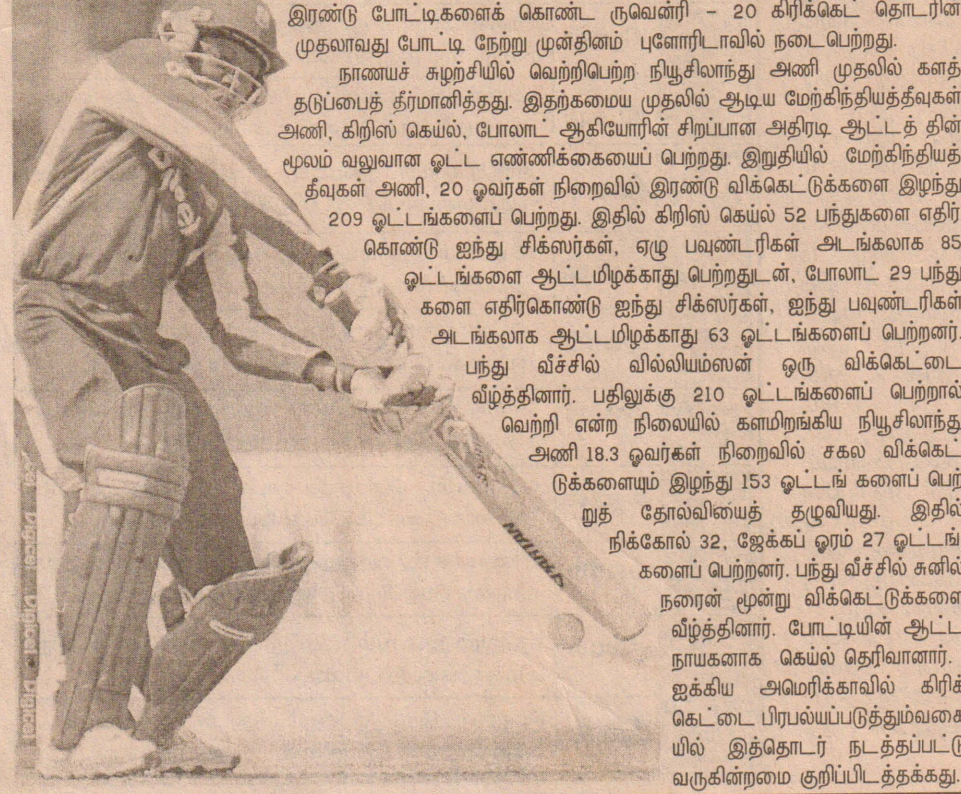 இரண்டு போட்டிகளைக் கொண்ட ருவென்ரி – 20 கிரிக்கெட் தொடரின்
முதலாவது போட்டி நேற்று முன்தினம் புளோரிடாவில் நடைபெற்றது.
நாணயச் சுழற்சியில் வெற்றிபெற்ற நியூசிலாந்து அணி முதலில் களத்
தடுப்பைத் தீர்மானித்தது. இதற்கமைய முதலில் ஆடிய மேற்கிந்தியத்தீவுகள்
அணி, கிறிஸ் கெய்ல், போலாட் ஆகியோரின் சிறப்பான அதிரடி ஆட்டத் தின்
மூலம் வலுவான ஓட்ட எண்ணிக்கையைப் பெற்றது. இறுதியில் மேற்கிந்தியத்
தீவுகள் அணி, 20 ஓவர்கள் நிறைவில் இரண்டு விக்கெட்டுக்களை இழந்து
209 ஓட்டங்களைப் பெற்றது. இதில் கிறிஸ் கெய்ல் 52 பந்துகளை எதிர்
கொண்டு ஐந்து சிக்ஸர்கள், ஏழு பவுண்டரிகள் அடங்கலாக 85
ஓட்டங்களை ஆட்டமிழக்காது பெற்றதுடன், போலாட் 29 பந்து
களை எதிர்கொண்டு ஐந்து சிக்ஸர்கள், ஐந்து பவுண்டரிகள்
அடங்கலாக ஆட்டமிழக்காது 63 ஓட்டங்களைப் பெற்றனர்.
பந்து வீச்சில் வில்லியம்ஸன் ஒரு விக்கெட்டை
வீழ்த்தினார். பதிலுக்கு 210 ஓட்டங்களைப் பெற்றால்
வெற்றி என்ற நிலையில் களமிறங்கிய நியூசிலாந்து
அணி 18.3 ஓவர்கள் நிறைவில் சகல விக்கெட்
டுக்களையும் இழந்து 153 ஓட்டங் களைப் பெற்
றுத் தோல்வியைத் தழுவியது. இதில்
நிக்கோல் 32, ஜேக்கப் ஓரம் 27 ஓட்டங்
களைப் பெற்றனர். பந்து வீச்சில் சுனில்
நரைன் மூன்று விக்கெட்டுக்களை
வீழ்த்தினார். போட்டியின் ஆட்ட
நாயகனாக கெய்ல் தெரிவானார்.
ஐக்கிய அமெரிக்காவில் கிரிக்
கெட்டை பிரபல்யப்படுத்தும்வகை
யில் இத்தொடர் நடத்தப்பட்டு
வருகின்றமை குறிப்பிடத்தக்கது.
SPARTAN
Digicel Digicel Digicel